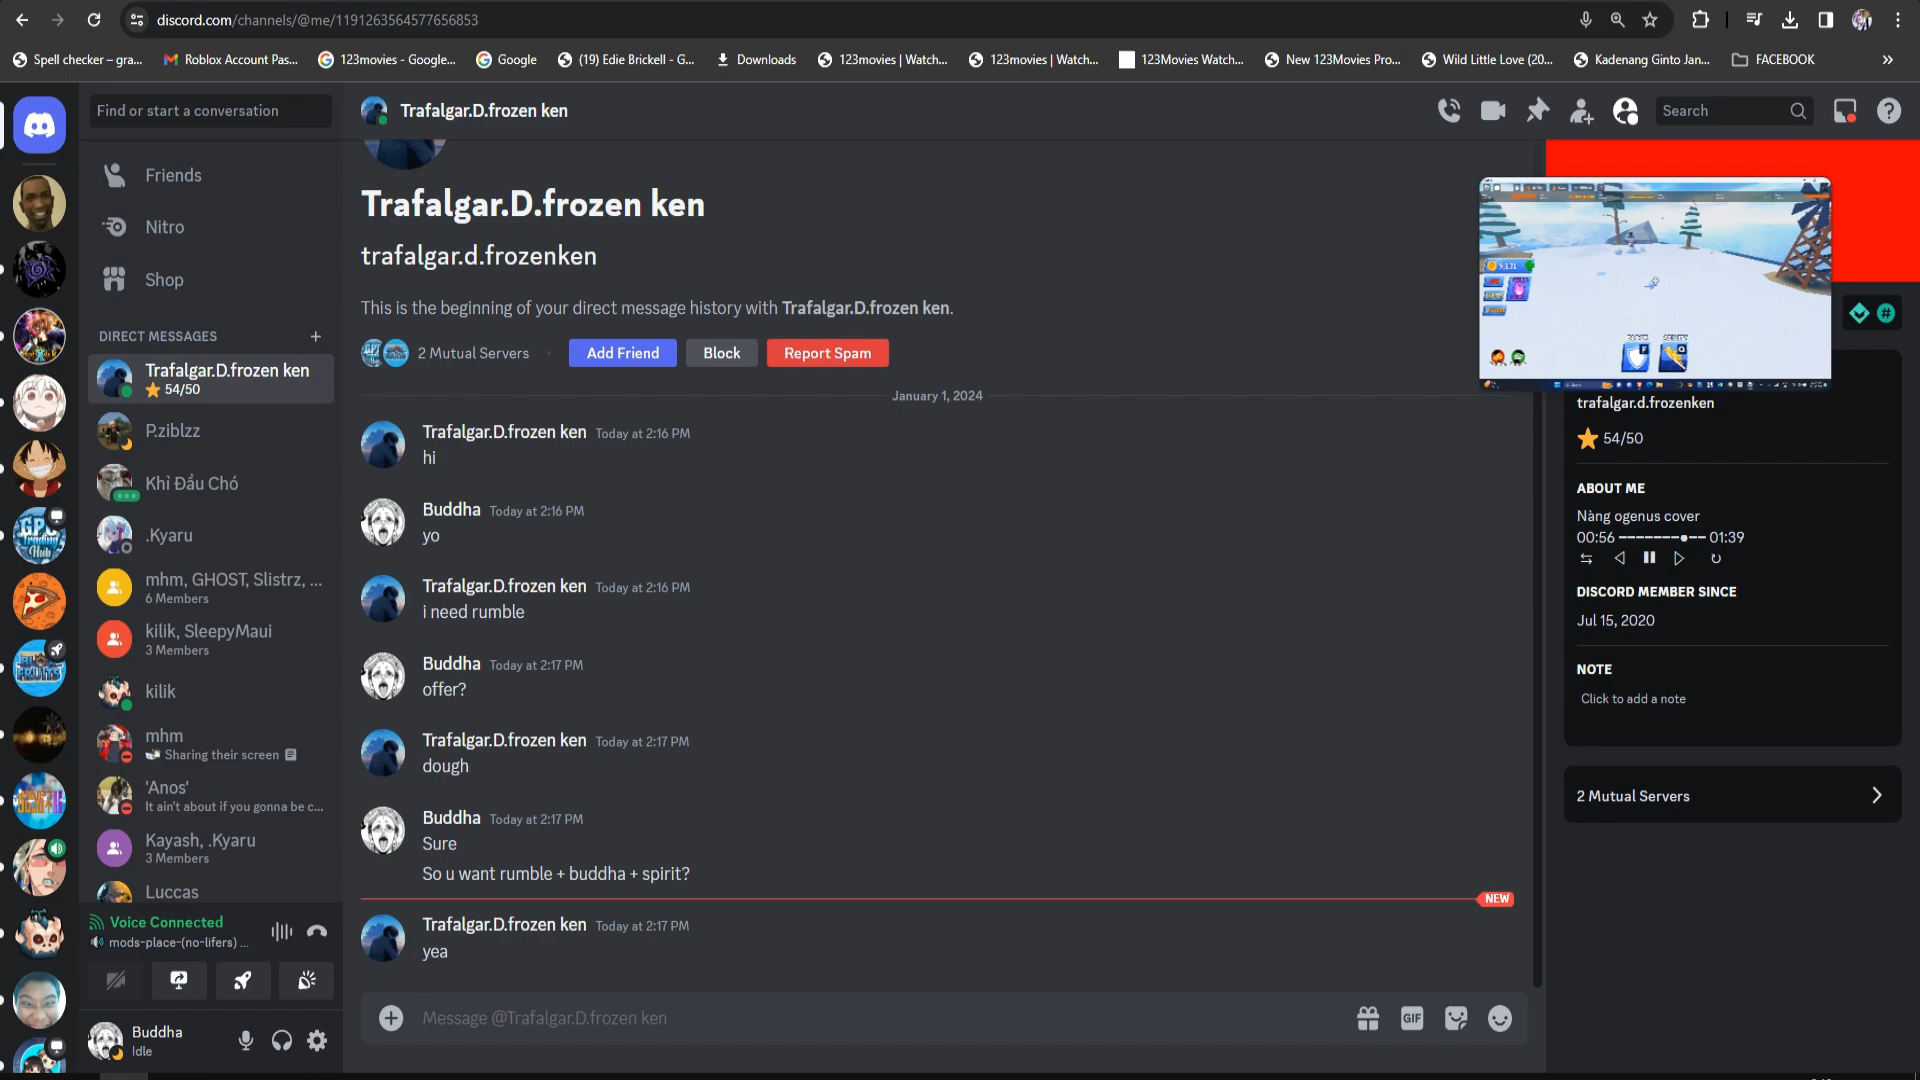 discord.com/channels/@me/1191263564577656853
Spell checker – gra...
Roblox Account Pas...
123movies - Google...
Google
(19) Edie Brickell - G...
Downloads
123movies | Watch...
123movies | Watch...
123Movies Watch...
New 123Movies Pro...
Wild Little Love (20...
Kadenang Ginto Jan...
FACEBOOK
Find or start a conversation
Trafalgar.D.frozen ken
Search
Friends
Nitro
Shop
DIRECT MESSAGES
Trafalgar.D.frozen ken
54/50
P.ziblzz
Khỉ Đầu Chó
.Kyaru
mhm, GHOST, Slistrz, ...
6 Members
kilik, SleepyMaui
3 Members
kilik
mhm
Sharing their screen
'Anos'
It ain't about if you gonna be c...
Kayash, .Kyaru
3 Members
Luccas
Voice Connected
mods-place-(no-lifers) ...
Buddha
Idle
GPO
Trading
Hub
Trafalgar.D.frozen ken
trafalgar.d.frozenken
This is the beginning of your direct message history with Trafalgar.D.frozen ken.
2 Mutual Servers
Add Friend
Block
Report Spam
January 1, 2024
Trafalgar.D.frozen ken Today at 2:16 PM
hi
Buddha Today at 2:16 PM
yo
Trafalgar.D.frozen ken Today at 2:16 PM
i need rumble
Buddha Today at 2:17 PM
offer?
Trafalgar.D.frozen ken Today at 2:17 PM
dough
Buddha Today at 2:17 PM
Sure
So u want rumble + buddha + spirit?
NEW
Trafalgar.D.frozen ken Today at 2:17 PM
yea
Message @Trafalgar.D.frozen ken
GIF
9,131
F
Q
trafalgar.d.frozenken
54/50
ABOUT ME
Nàng ogenus cover
00:56 ───────●── 01:39
DISCORD MEMBER SINCE
Jul 15, 2020
NOTE
Click to add a note
2 Mutual Servers